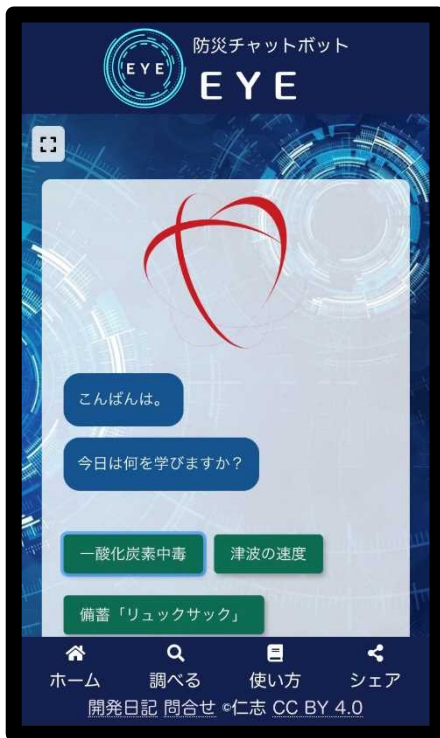 防災チャットボット
EYE
EYE
こんばんは。
今日は何を学びますか？
一酸化炭素中毒
津波の速度
備蓄「リュックサック」
ホーム
調べる
使い方
シェア
開発日記 問合せ ©仁志 CC BY 4.0